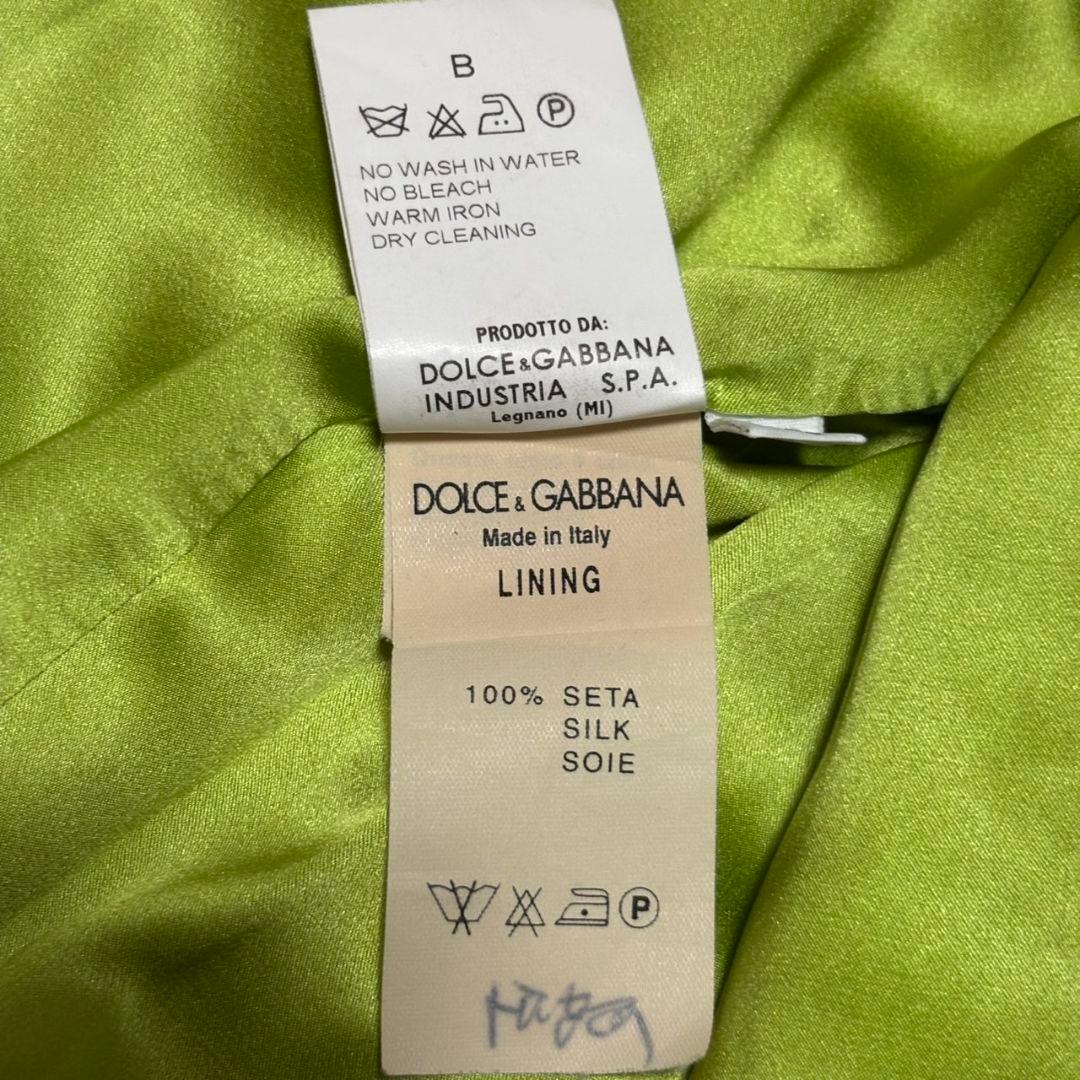 B
P
NO WASH IN WATER
NO BLEACH
WARM IRON
DRY CLEANING
PRODOTTO DA:
DOLCE&GABBANA
INDUSTRIA S.P.A.
Legnano (MI)
DOLCE & GABBANA
Made in Italy
LINING
100% SETA
SILK
SOIE
P